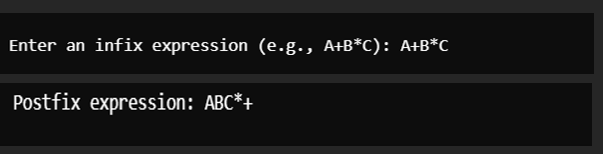 Enter an infix expression (e.g., A+B*C): A+B*C
Postfix expression: ABC*+